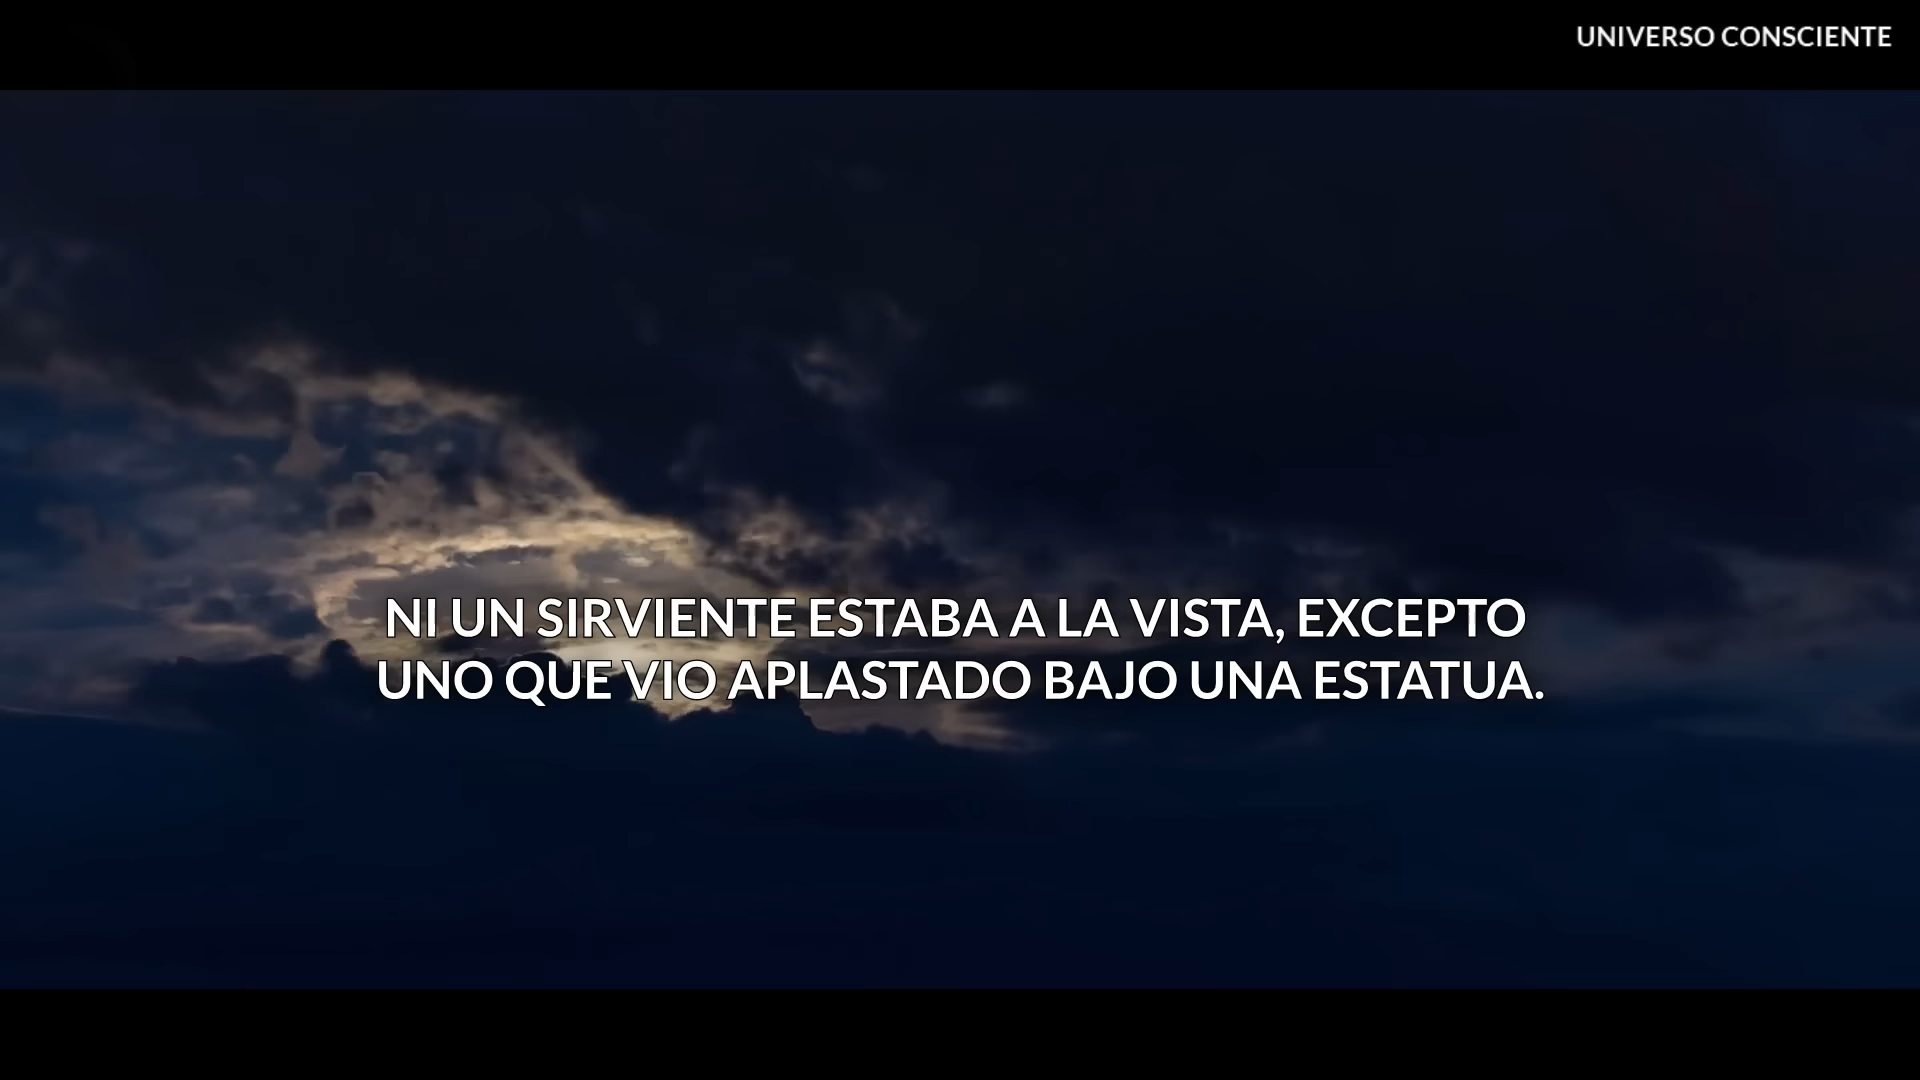 UNIVERSO CONSCIENTE
NI UN SIRVIENTE ESTABA A LA VISTA, EXCEPTO
UNO QUE VIO APLASTADO BAJO UNA ESTATUA.